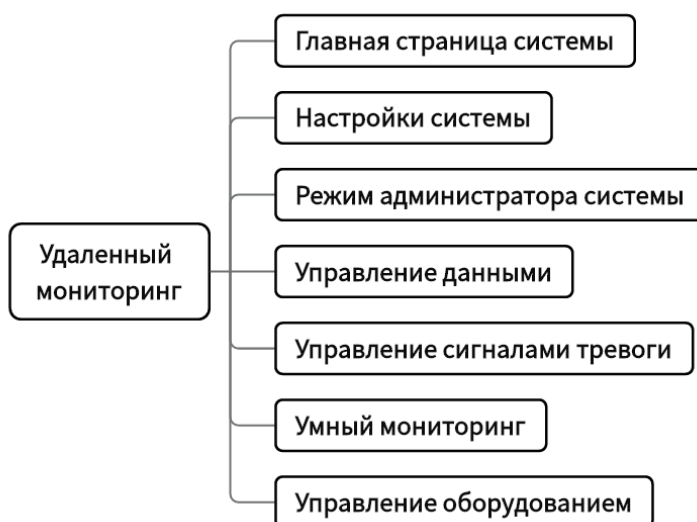 Главная страница системы
Настройки системы
Режим администратора системы
Удаленный
мониторинг
Управление данными
Управление сигналами тревоги
Умный мониторинг
Управление оборудованием